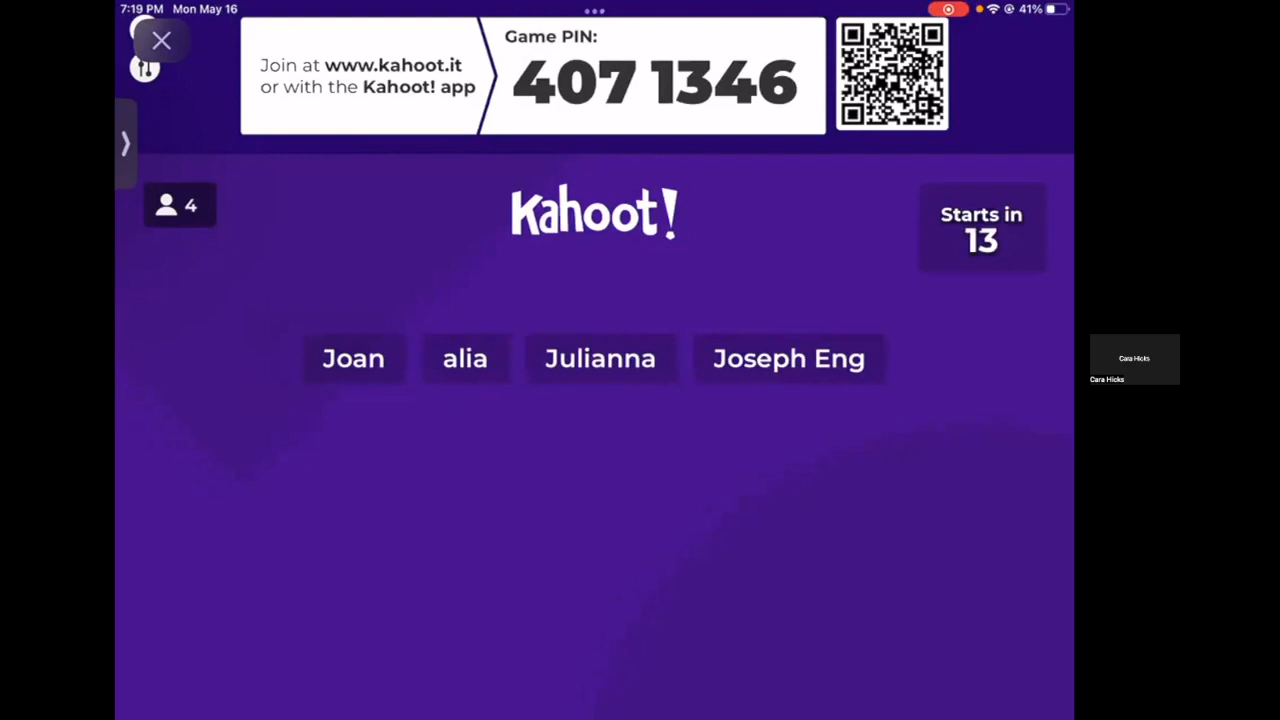 7:19 PM Mon May 16
41%
Join at www.kahoot.it
or with the Kahoot! app
Game PIN:
407 1346
4
Kahoot!
Starts in
13
Joan alia Julianna Joseph Eng
Cara Hicks
Cara Hicks